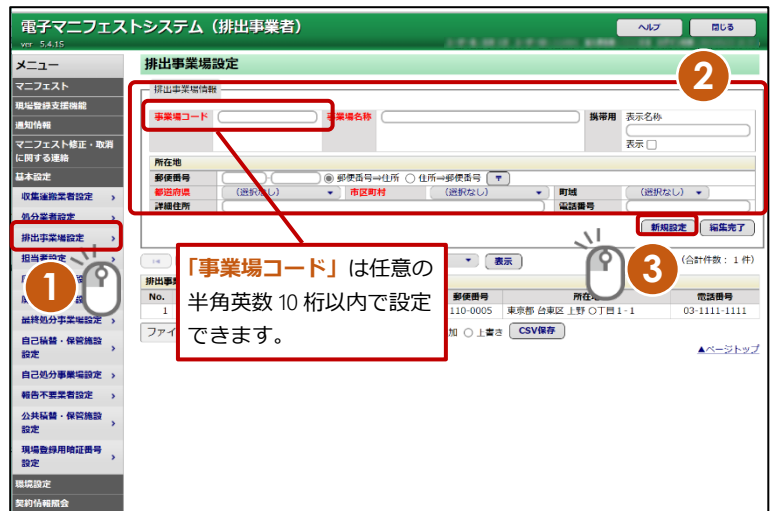 電子マニフェストシステム（排出事業者）
ver 5.4.15
ヘルプ 閉じる
メニュー
マニフェスト
現場登録支援機能
通知情報
マニフェスト修正・取消
に関する連絡
基本設定
収集運搬業者設定
処分業者設定
排出事業場設定
担当者設定
最終処分事業場設定
自己積替・保管施設
設定
自己処分事業場設定
報告不要業者設定
公共積替・保管施設
設定
現場登録用暗証番号
設定
環境設定
契約情報照会
排出事業場設定
排出事業場情報
事業場コード 事業場名称 携帯用 表示名称
表示
所在地
郵便番号 - 郵便番号⇒住所 住所⇒郵便番号 〒
都道府県 (選択なし) 市区町村 (選択なし) 町域 (選択なし)
詳細住所 電話番号
新規設定 編集完了
表示 (合計件数： 1 件)
No. 郵便番号 電話番号
1 110-0005 東京都 台東区 上野 ○丁目1-1 03-1111-1111
上書き CSV保存
▲ページトップ
1
2
3
「事業場コード」は任意の
半角英数 10 桁以内で設定
できます。